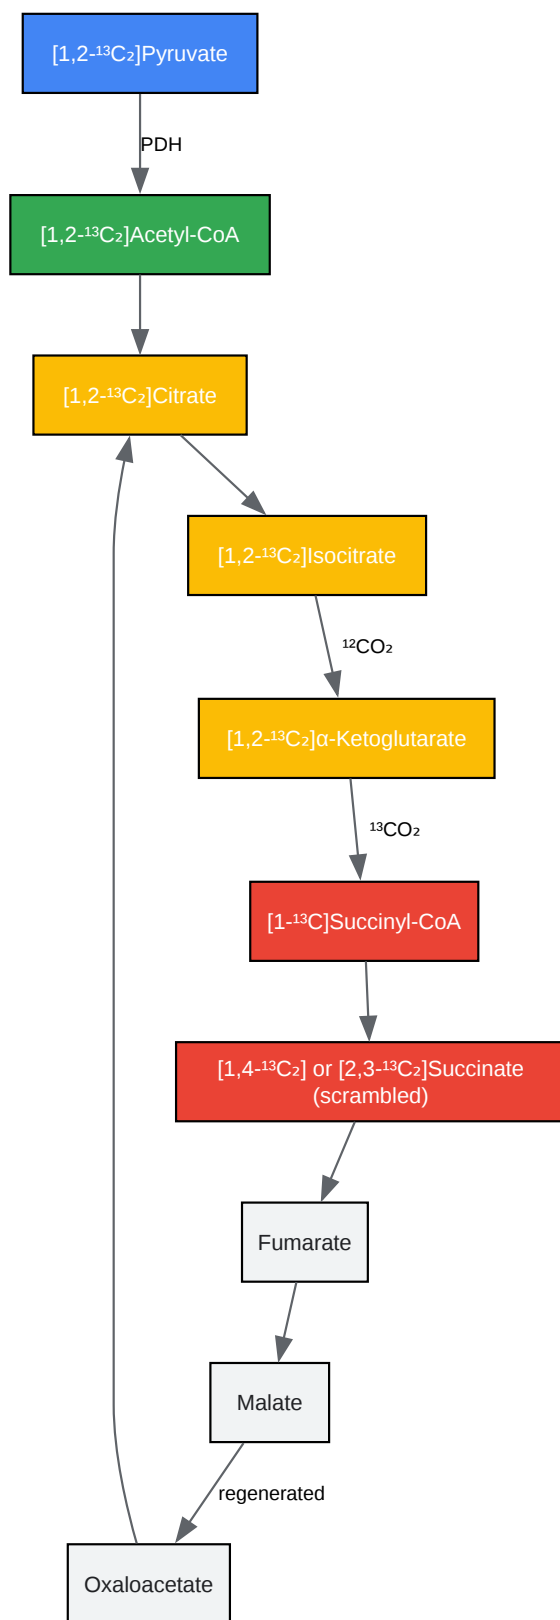 [1,2-¹³C₂]Pyruvate
PDH
[1,2-¹³C₂]Acetyl-CoA
[1,2-¹³C₂]Citrate
[1,2-¹³C₂]Isocitrate
¹²CO₂
[1,2-¹³C₂]α-Ketoglutarate
¹³CO₂
[1-¹³C]Succinyl-CoA
[1,4-¹³C₂] or [2,3-¹³C₂]Succinate
(scrambled)
Fumarate
Malate
regenerated
Oxaloacetate